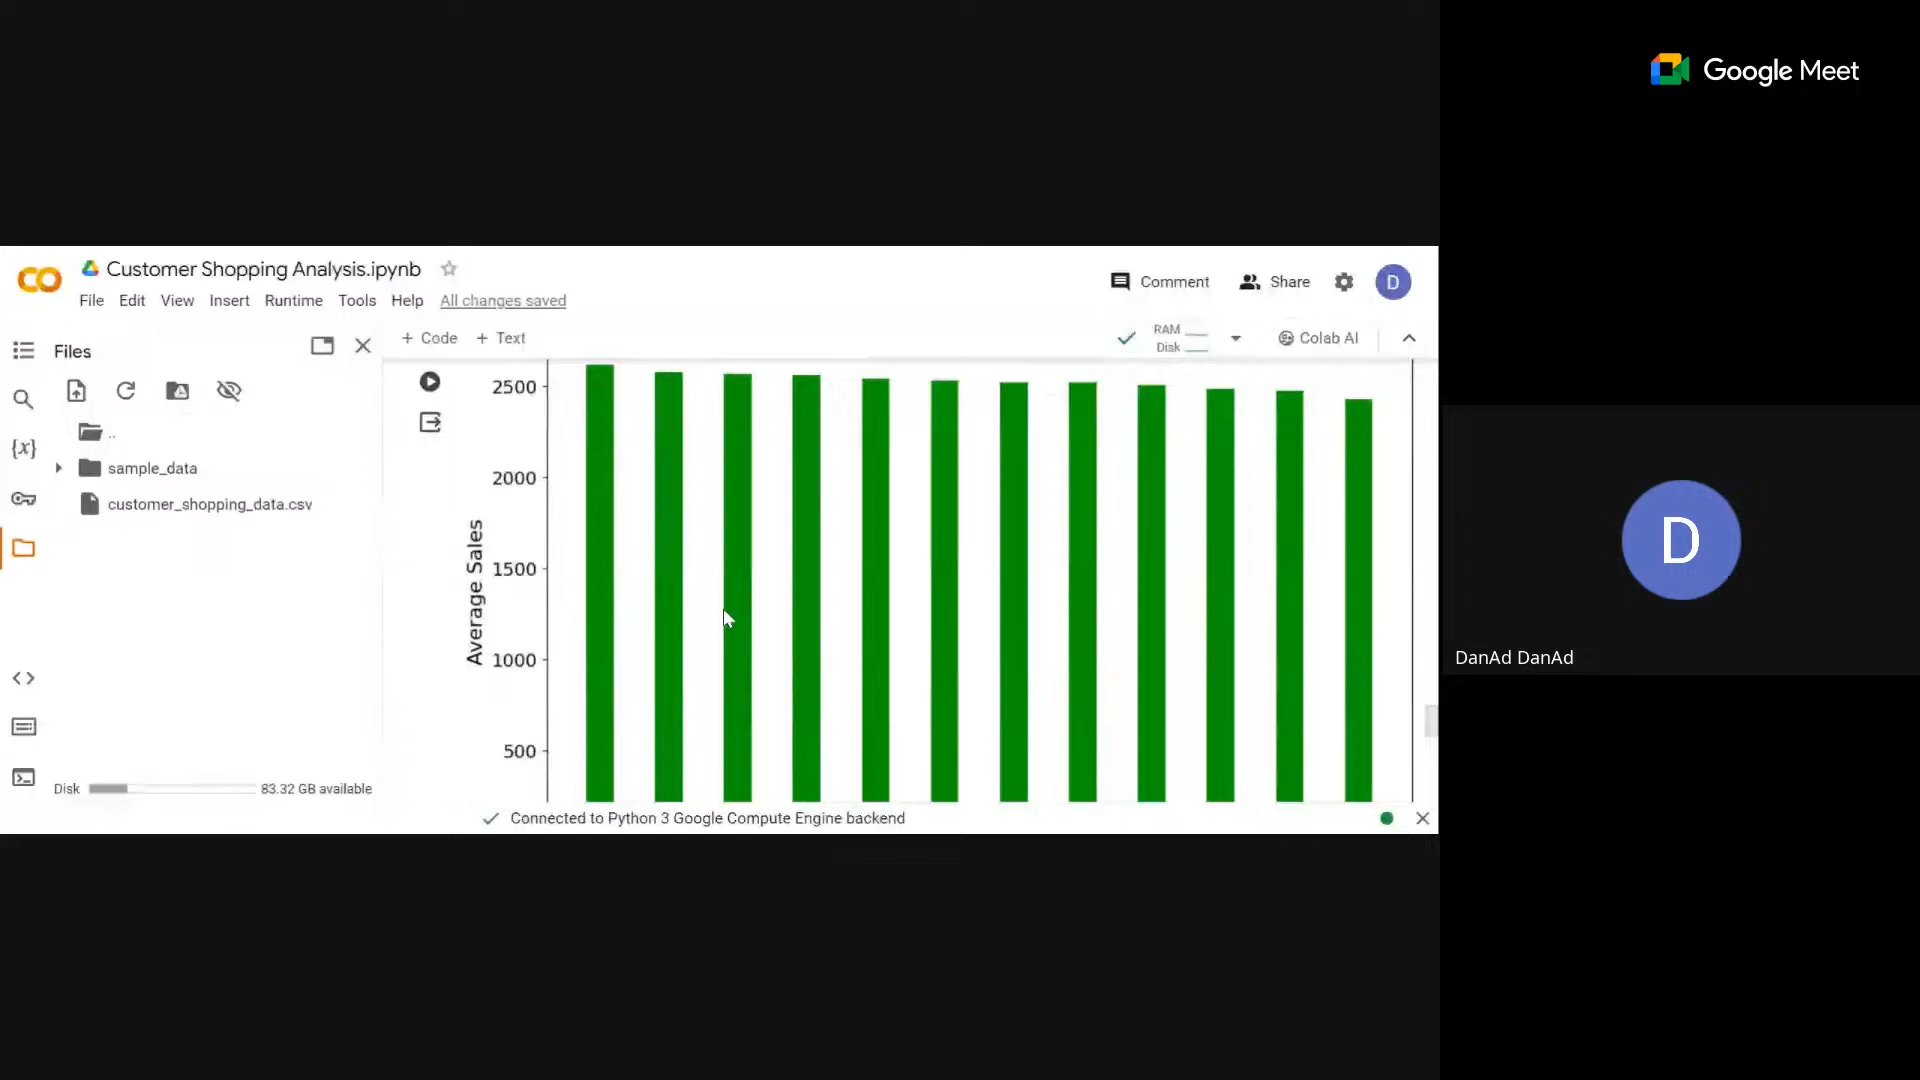 Google Meet
CO
Customer Shopping Analysis.ipynb
File Edit View Insert Runtime Tools Help All changes saved
Comment
Share
D
Files
+ Code + Text
RAM
Disk
Colab AI
..
sample_data
customer_shopping_data.csv
{x}
2500
2000
1500
1000
500
Average Sales
Disk
83.32 GB available
Connected to Python 3 Google Compute Engine backend
D
DanAd DanAd